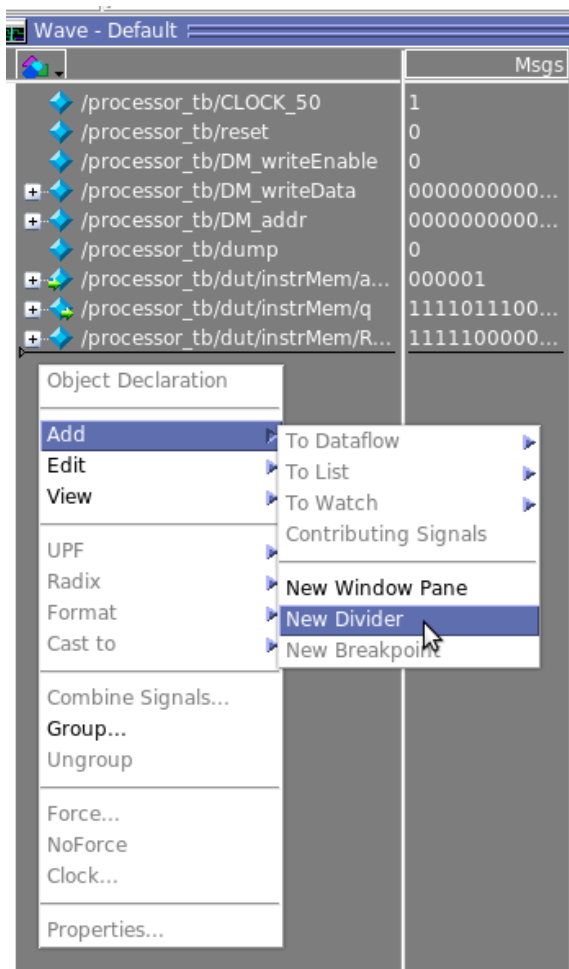 Wave - Default
Msgs
/processor_tb/CLOCK_50 1
/processor_tb/reset 0
/processor_tb/DM_writeEnable 0
/processor_tb/DM_writeData 0000000000...
/processor_tb/DM_addr 0000000000...
/processor_tb/dump 0
/processor_tb/dut/instrMem/a... 000001
/processor_tb/dut/instrMem/q 1111011100...
/processor_tb/dut/instrMem/R... 1111100000...
Object Declaration
Add
Edit
View
UPF
Radix
Format
Cast to
Combine Signals...
Group...
Ungroup
Force...
NoForce
Clock...
Properties...
To Dataflow
To List
To Watch
Contributing Signals
New Window Pane
New Divider
New Breakpoint